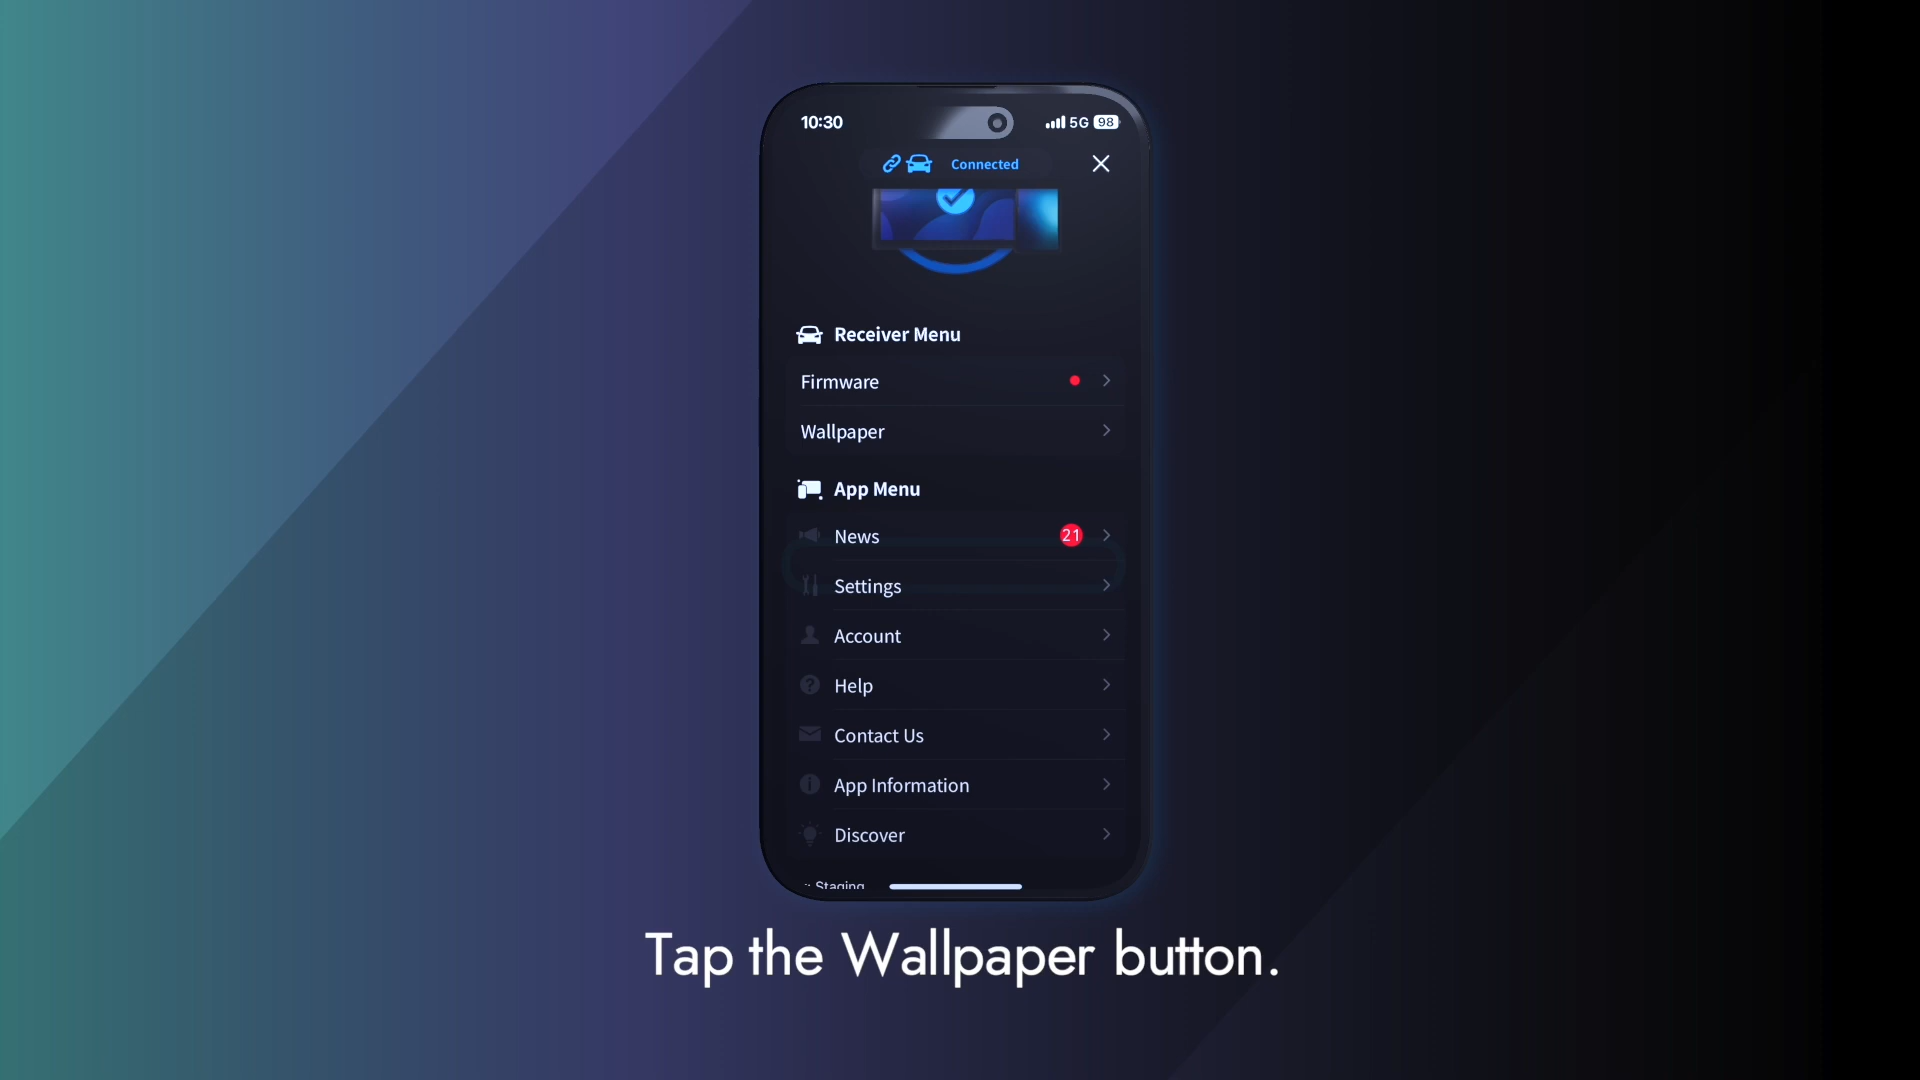 10:30
5G 98
Connected
Receiver Menu
Firmware
Wallpaper
App Menu
News 21
Settings
Account
Help
Contact Us
App Information
Discover
Staging
Tap the Wallpaper button.